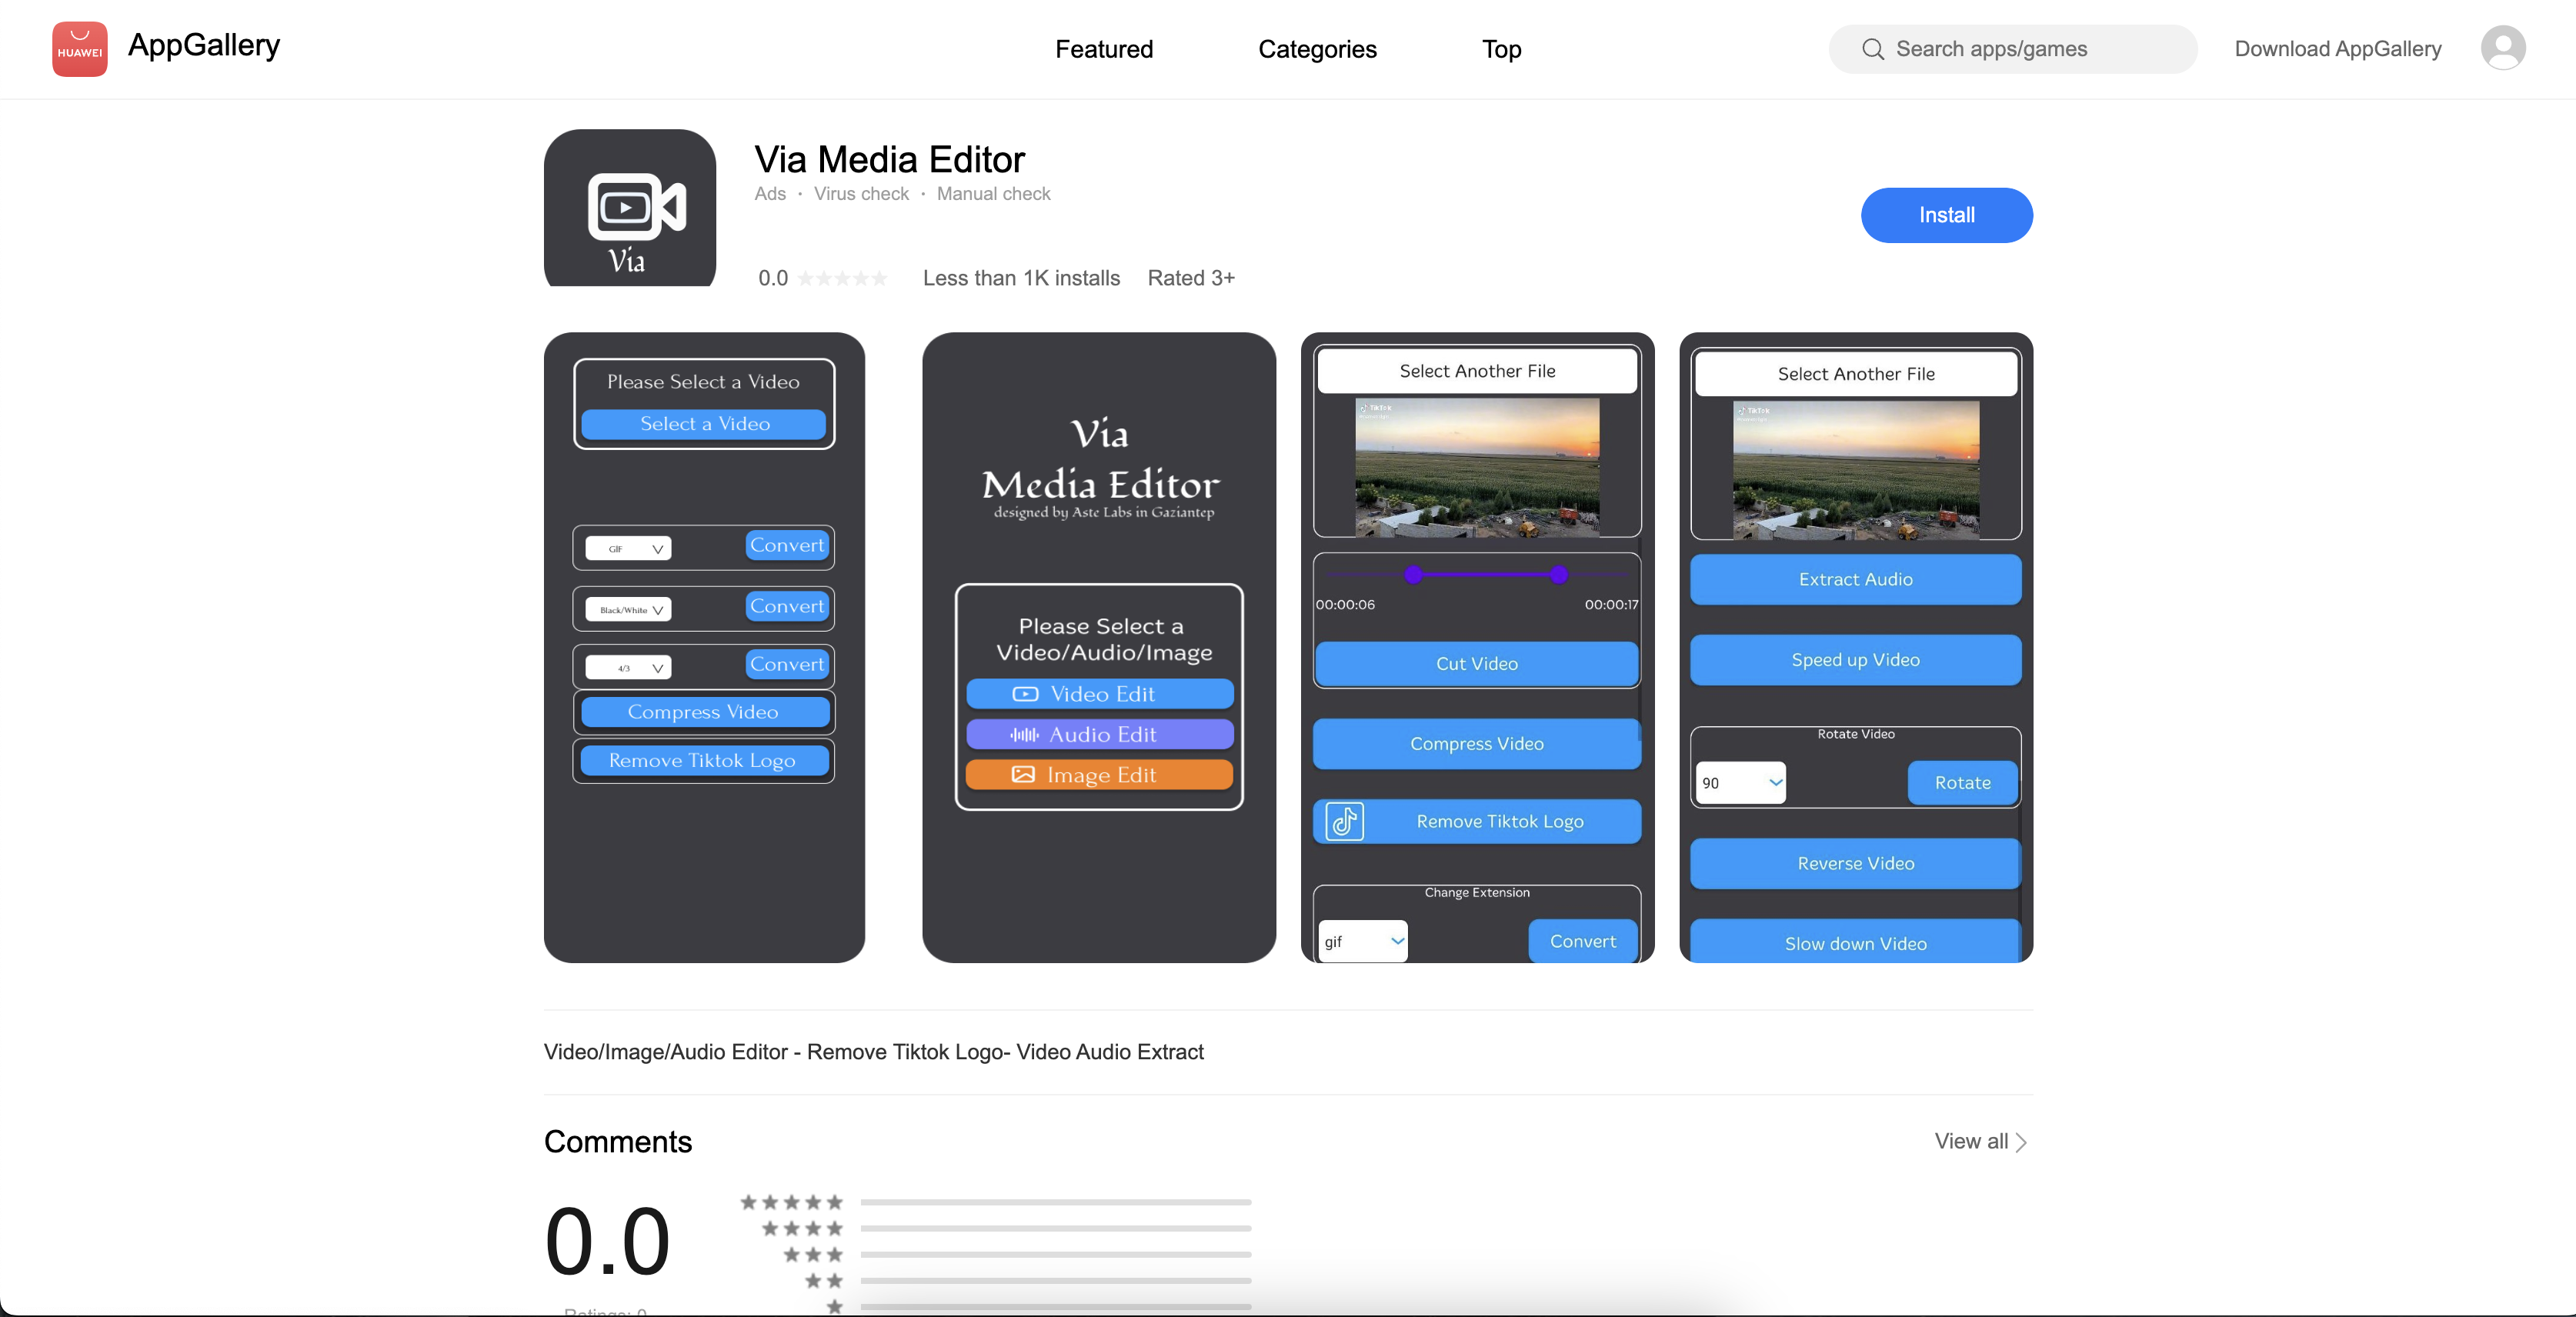 HUAWEI
AppGallery
Featured
Categories
Top
Search apps/games
Download AppGallery
Via
Via Media Editor
Ads · Virus check · Manual check
0.0
Less than 1K installs
Rated 3+
Install
Please Select a Video
Select a Video
GIF
Convert
Black/White
Convert
4/3
Convert
Compress Video
Remove Tiktok Logo
Via
Media Editor
designed by Aste Labs in Gaziantep
Please Select a
Video/Audio/Image
Video Edit
Audio Edit
Image Edit
Select Another File
TikTok
00:00:06
00:00:17
Cut Video
Compress Video
Remove Tiktok Logo
Change Extension
gif
Convert
Select Another File
TikTok
Extract Audio
Speed up Video
Rotate Video
90
Rotate
Reverse Video
Slow down Video
Video/Image/Audio Editor - Remove Tiktok Logo- Video Audio Extract
Comments
View all
0.0
Ratings: 0